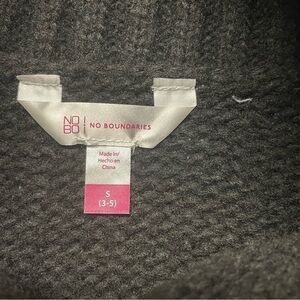 NO
BO
NO BOUNDARIES
Made in/
Hecho en
China
S
(3-5)